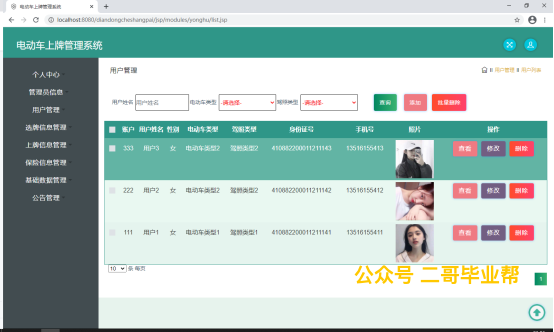 电动车上牌管理系统
localhost:8080/diandongcheshangpai/jsp/modules/yonghu/list.jsp
电动车上牌管理系统
个人中心
管理员信息
用户管理
选牌信息管理
上牌信息管理
保险信息管理
基础数据管理
公告管理
用户管理
用户管理 用户列表
用户姓名 用户姓名 电动车类型 -请选择- 驾照类型 -请选择- 查询 添加 批量删除
账户 用户姓名 性别 电动车类型 驾照类型 身份证号 手机号 照片 操作
333 用户3 女 电动车类型2 驾照类型2 410882200011211143 13516155413 查看 修改 删除
222 用户2 女 电动车类型2 驾照类型2 410882200011211142 13516155412 查看 修改 删除
111 用户1 女 电动车类型1 驾照类型1 410882200011211141 13516155411 查看 修改 删除
10 条 每页
公众号 二哥毕业帮
1